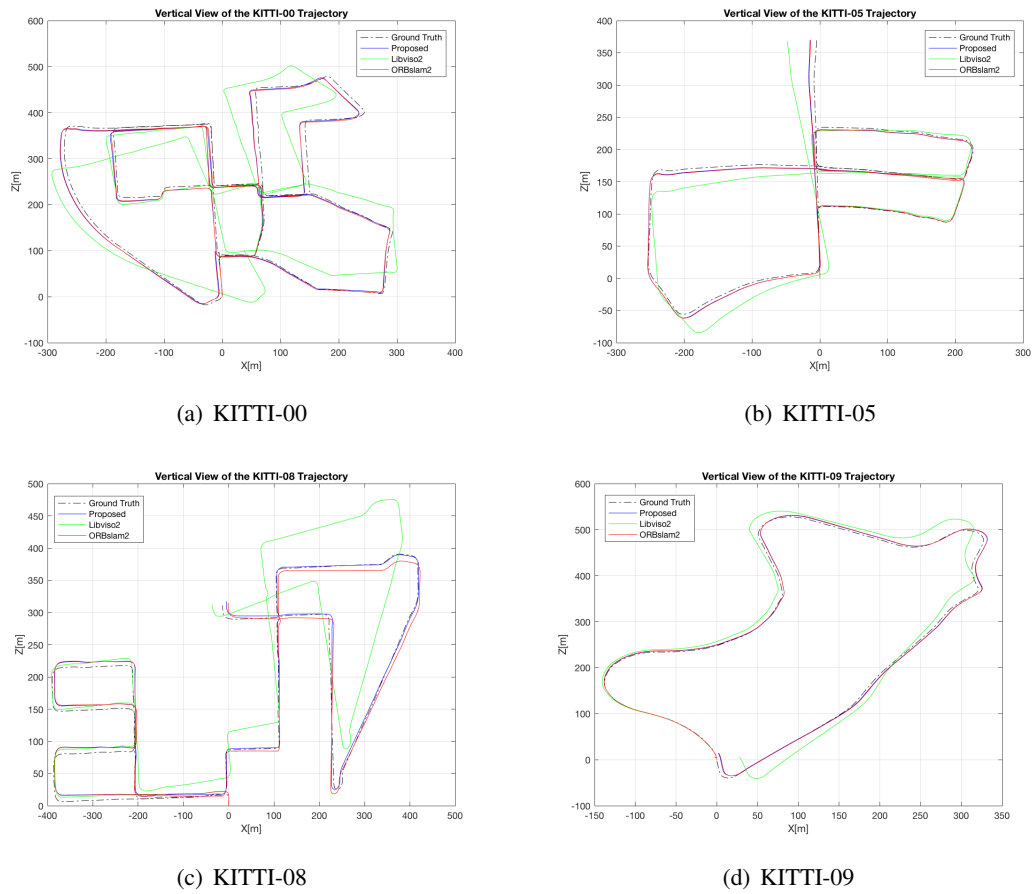 Vertical View of the KITTI-00 Trajectory
600
500
400
300
200
100
0
-100
Z[m]
-300 -200 -100 0 100 200 300 400
X[m]
Ground Truth
Proposed
Libviso2
ORBslam2
(a) KITTI-00
Vertical View of the KITTI-05 Trajectory
400
350
300
250
200
150
100
50
0
-50
-100
Z[m]
-300 -200 -100 0 100 200 300
X[m]
Ground Truth
Proposed
Libviso2
ORBslam2
(b) KITTI-05
Vertical View of the KITTI-08 Trajectory
500
450
400
350
300
250
200
150
100
50
0
Z[m]
-400 -300 -200 -100 0 100 200 300 400 500
X[m]
Ground Truth
Proposed
Libviso2
ORBslam2
(c) KITTI-08
Vertical View of the KITTI-09 Trajectory
600
500
400
300
200
100
0
-100
Z[m]
-150 -100 -50 0 50 100 150 200 250 300 350
X[m]
Ground Truth
Proposed
Libviso2
ORBslam2
(d) KITTI-09